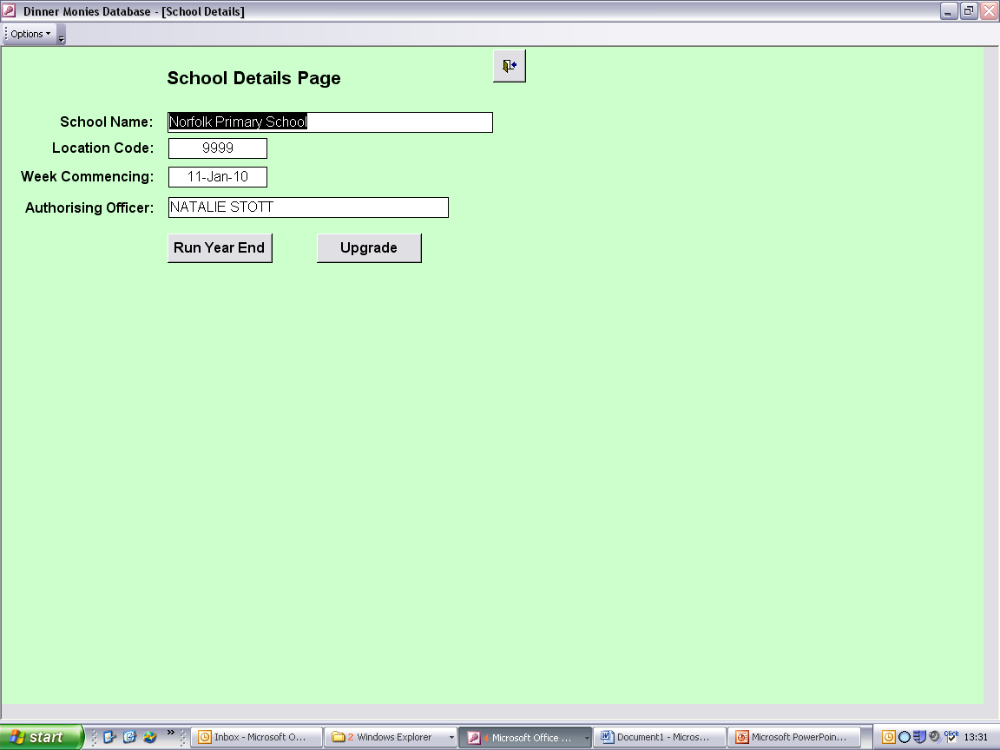 Dinner Monies Database - [School Details]
Options
School Details Page
School Name: Norfolk Primary School
Location Code: 9999
Week Commencing: 11-Jan-10
Authorising Officer: NATALIE STOTT
Run Year End Upgrade
start » Inbox - Microsoft O... 2 Windows Explorer Microsoft Office ... Document1 - Micros... Microsoft PowerPoin... Click 13:31